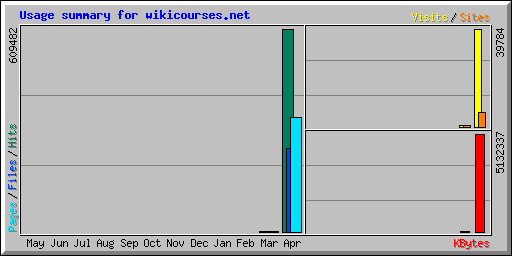 Usage summary for wikicourses.net
Visits/Sites
609482
39784
Pages/Files/Hits
5132337
May Jun Jul Aug Sep Oct Nov Dec Jan Feb Mar Apr
KBytes